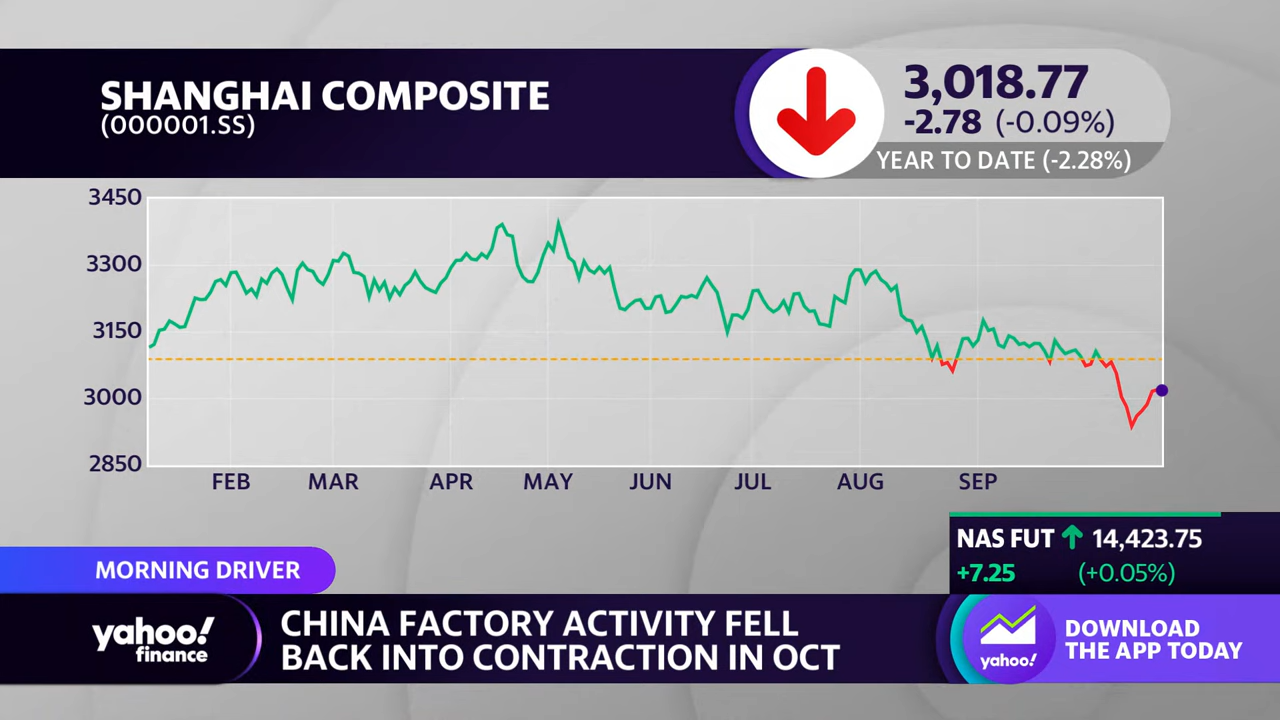 SHANGHAI COMPOSITE
(000001.SS)
3,018.77
-2.78 (-0.09%)
YEAR TO DATE (-2.28%)
3450
3300
3150
3000
2850
FEB MAR APR MAY JUN JUL AUG SEP
NAS FUT 14,423.75
+7.25 (+0.05%)
MORNING DRIVER
yahoo!
finance
CHINA FACTORY ACTIVITY FELL
BACK INTO CONTRACTION IN OCT
yahoo!
DOWNLOAD
THE APP TODAY